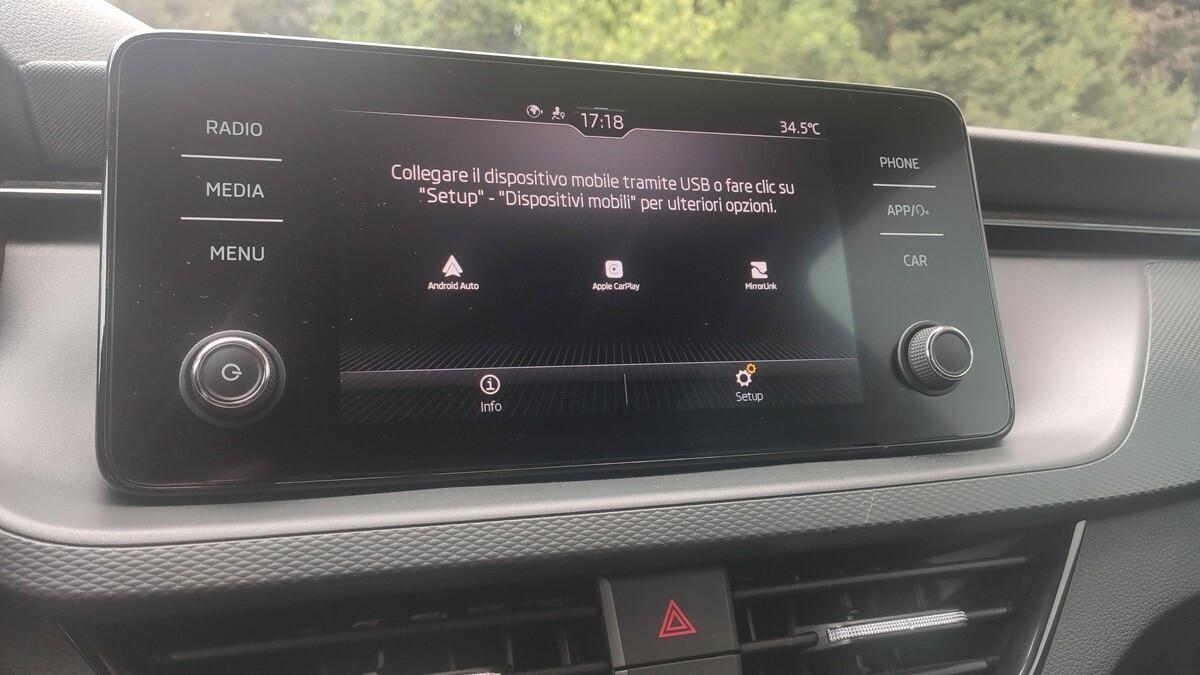 RADIO
MEDIA
MENU
17:18
34.5°C
Collegare il dispositivo mobile tramite USB o fare clic su
"Setup" - "Dispositivi mobili" per ulteriori opzioni.
Android Auto
Apple CarPlay
MirrorLink
Info
Setup
PHONE
APP/
CAR